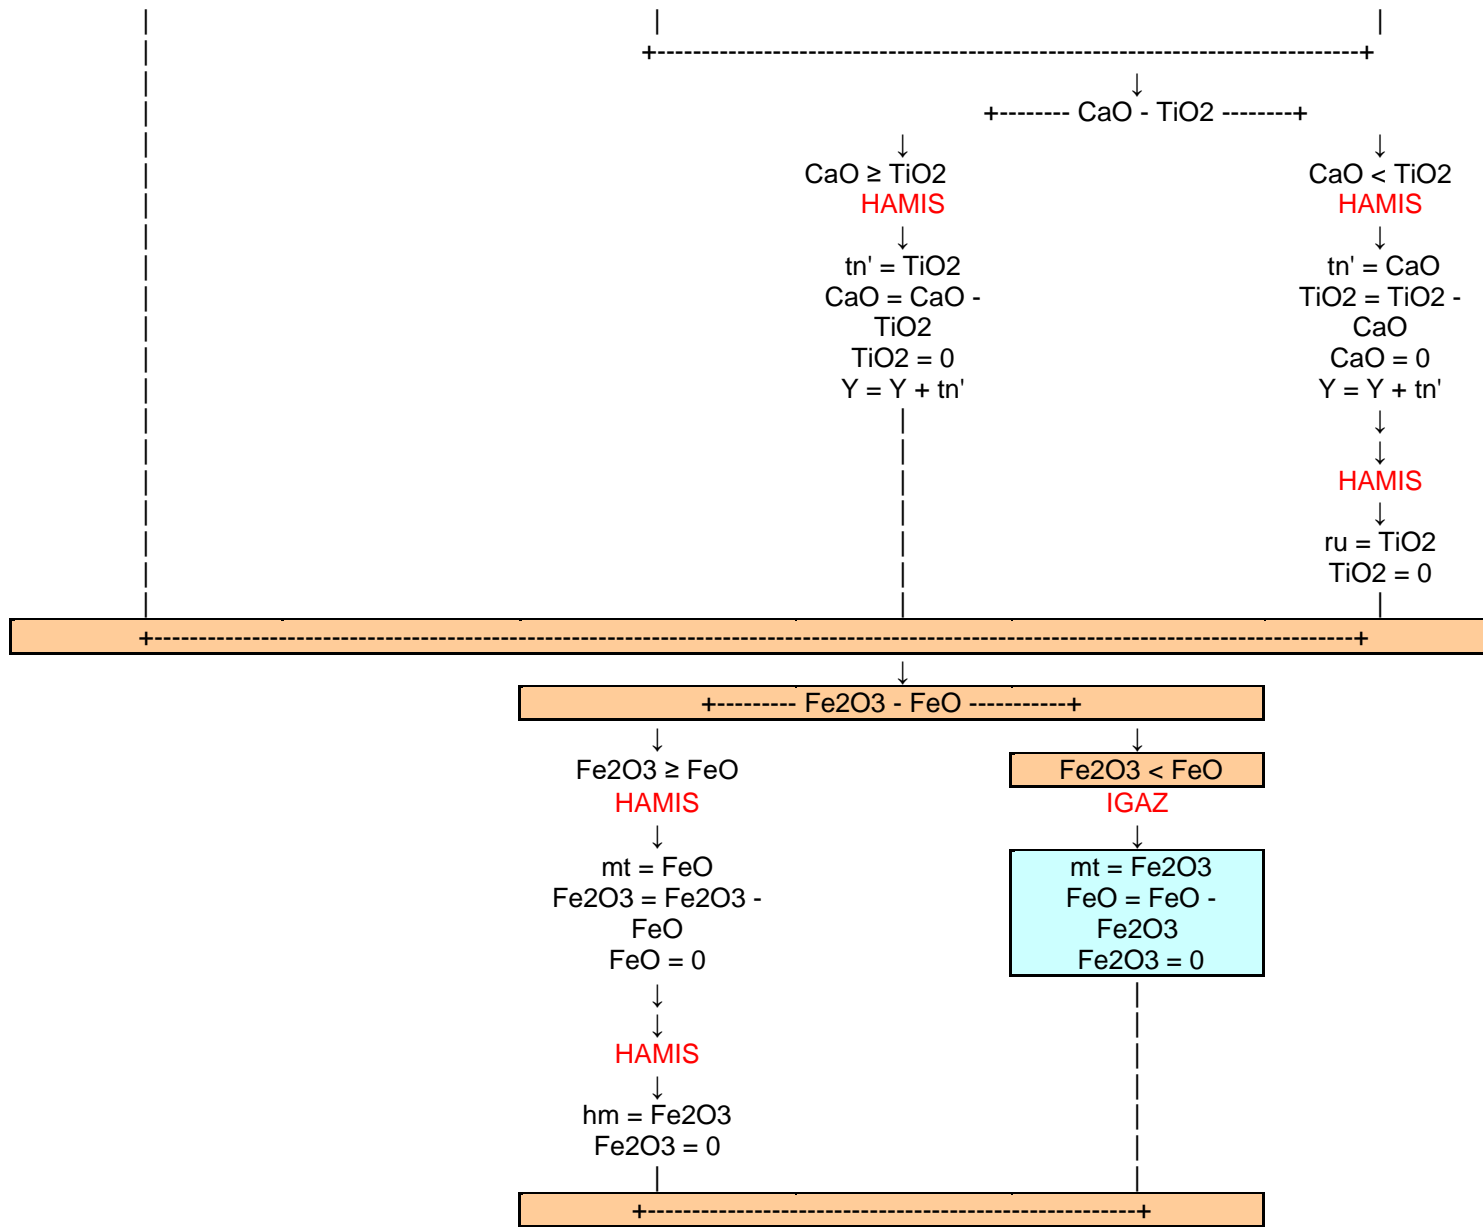 +--------------------------------------------------------------------------------+
↓
+-------- CaO - TiO2 --------+
↓ ↓
CaO ≥ TiO2 CaO < TiO2
HAMIS HAMIS
↓ ↓
tn' = TiO2 tn' = CaO
CaO = CaO - TiO2 = TiO2 -
TiO2 CaO
TiO2 = 0 CaO = 0
Y = Y + tn' Y = Y + tn'
↓
↓
HAMIS
↓
ru = TiO2
TiO2 = 0
+---------------------------------------------------------------------------------------------------------------------------------------+
↓
+--------- Fe2O3 - FeO -----------+
↓ ↓
Fe2O3 ≥ FeO Fe2O3 < FeO
HAMIS IGAZ
↓ ↓
mt = FeO mt = Fe2O3
Fe2O3 = Fe2O3 - FeO = FeO -
FeO Fe2O3
FeO = 0 Fe2O3 = 0
↓
↓
HAMIS
↓
hm = Fe2O3
Fe2O3 = 0
+--------------------------------------------------------+